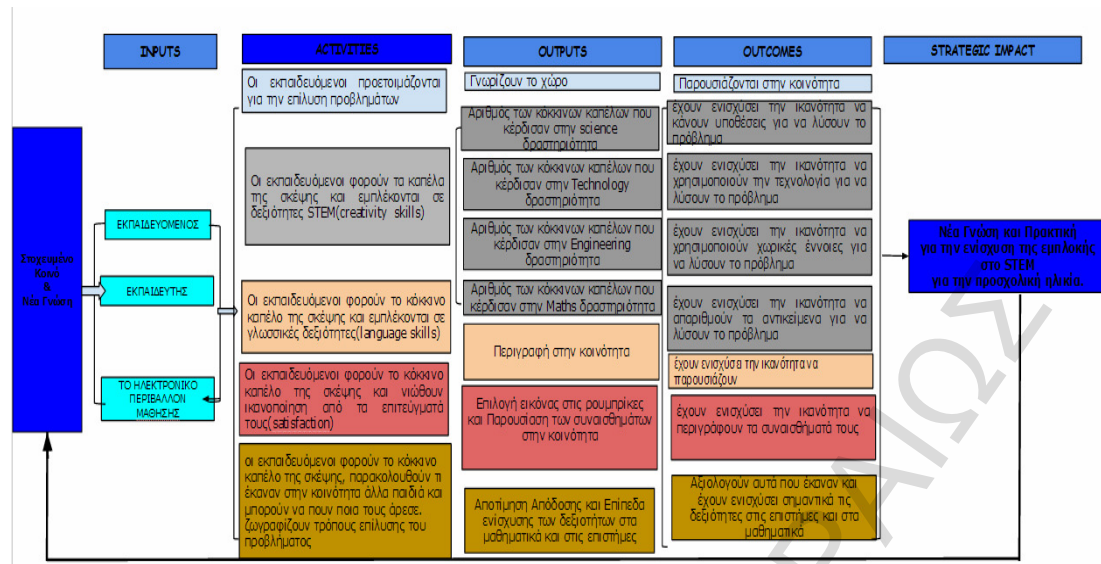 INPUTS
ACTIVITIES
OUTPUTS
OUTCOMES
STRATEGIC IMPACT
Στοχευμένο
Κοινό
&
Νέα Γνώση
ΕΚΠΑΙΔΕΥΟΜΕΝΟΣ
ΕΚΠΑΙΔΕΥΤΗΣ
ΤΟ ΗΛΕΚΤΡΟΝΙΚΟ
ΠΕΡΙΒΑΛΛΟΝ
ΜΑΘΗΣΗΣ
Οι εκπαιδευόμενοι προετοιμάζονται
για την επίλυση προβλημάτων
Οι εκπαιδευόμενοι φορούν τα καπέλα
της σκέψης και εμπλέκονται σε
δεξιότητες STEM(creativity skills)
Οι εκπαιδευόμενοι φορούν το κόκκινο
καπέλο της σκέψης και εμπλέκονται σε
γλωσσικές δεξιότητες(language skills)
Οι εκπαιδευόμενοι φορούν το κόκκινο
καπέλο της σκέψης και νιώθουν
ικανοποίηση από τα επιτεύγματά
τους(satisfaction)
οι εκπαιδευόμενοι φορούν το κόκκινο
καπέλο της σκέψης, παρακολουθούν τι
έκαναν στην κοινότητα άλλα παιδιά και
μπορούν να πουν ποια τους άρεσε.
ζωγραφίζουν τρόπους επίλυσης του
προβλήματος
Γνωρίζουν το χώρο
Αριθμός των κόκκινων καπέλων που
κέρδισαν στην science
δραστηριότητα
Αριθμός των κόκκινων καπέλων που
κέρδισαν στην Technology
δραστηριότητα
Αριθμός των κόκκινων καπέλων που
κέρδισαν στην Engineering
δραστηριότητα
Αριθμός των κόκκινων καπέλων που
κέρδισαν στην Maths δραστηριότητα
Περιγραφή στην κοινότητα
Επιλογή εικόνας στις ρουμπρίκες
και Παρουσίαση των συναισθημάτων
στην κοινότητα
Αποτίμηση Απόδοσης και Επίπεδα
ενίσχυσης των δεξιοτήτων στα
μαθηματικά και στις επιστήμες
Παρουσιάζονται στην κοινότητα
έχουν ενισχύσει την ικανότητα να
κάνουν υποθέσεις για να λύσουν το
πρόβλημα
έχουν ενισχύσει την ικανότητα να
χρησιμοποιούν την τεχνολογία για να
λύσουν το πρόβλημα
έχουν ενισχύσει την ικανότητα να
χρησιμοποιούν χωρικές έννοιες για
να λύσουν το πρόβλημα
έχουν ενισχύσει την ικανότητα να
απαριθμούν τα αντικείμενα για να
λύσουν το πρόβλημα
έχουν ενισχύσει την ικανότητα να
παρουσιάζουν
έχουν ενισχύσει την ικανότητα να
περιγράφουν τα συναισθήματά τους
Αξιολογούν αυτά που έκαναν και
έχουν ενισχύσει σημαντικά τις
δεξιότητες στις επιστήμες και στα
μαθηματικά
Νέα Γνώση και Πρακτική
για την ενίσχυση της εμπλοκής
στο STEM
για την προσχολική ηλικία.
ΡΑΙΩΣ